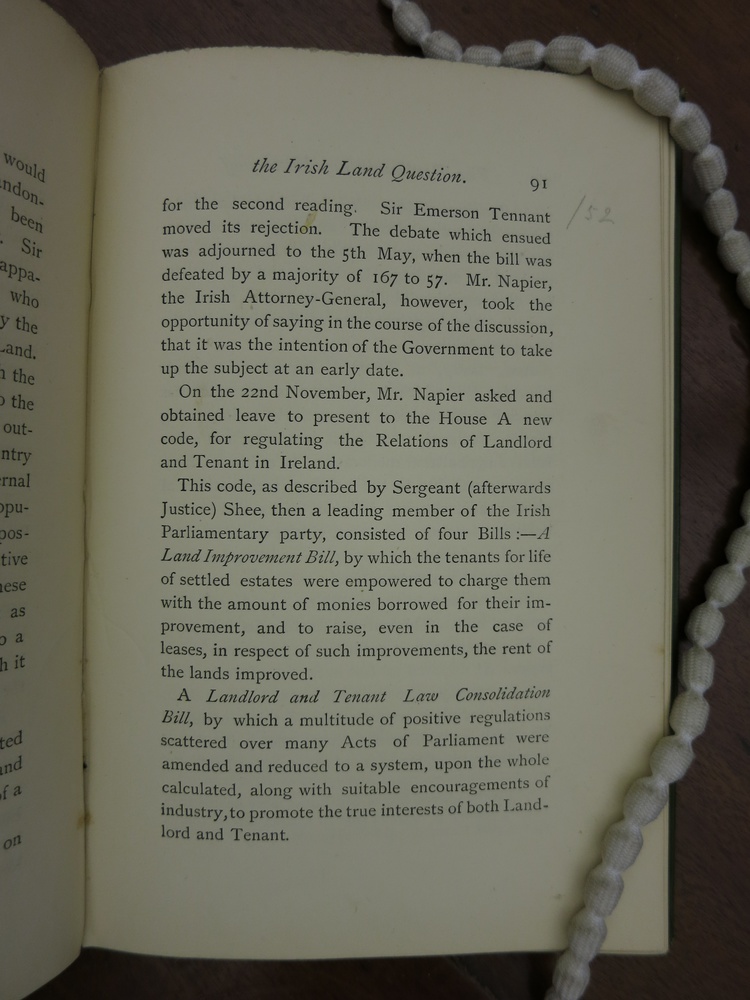 would
ndon-
been
. Sir
appa-
who
y the
Land.
n the
o the
out-
ntry
ernal
opu-
pos-
tive
nese
as
o a
h it
ted
and
of a
on
the Irish Land Question.
91
/52
for the second reading. Sir Emerson Tennant
moved its rejection. The debate which ensued
was adjourned to the 5th May, when the bill was
defeated by a majority of 167 to 57. Mr. Napier,
the Irish Attorney-General, however, took the
opportunity of saying in the course of the discussion,
that it was the intention of the Government to take
up the subject at an early date.
On the 22nd November, Mr. Napier asked and
obtained leave to present to the House A new
code, for regulating the Relations of Landlord
and Tenant in Ireland.
This code, as described by Sergeant (afterwards
Justice) Shee, then a leading member of the Irish
Parliamentary party, consisted of four Bills :—A
Land Improvement Bill, by which the tenants for life
of settled estates were empowered to charge them
with the amount of monies borrowed for their im-
provement, and to raise, even in the case of
leases, in respect of such improvements, the rent of
the lands improved.
A Landlord and Tenant Law Consolidation
Bill, by which a multitude of positive regulations
scattered over many Acts of Parliament were
amended and reduced to a system, upon the whole
calculated, along with suitable encouragements of
industry, to promote the true interests of both Land-
lord and Tenant.